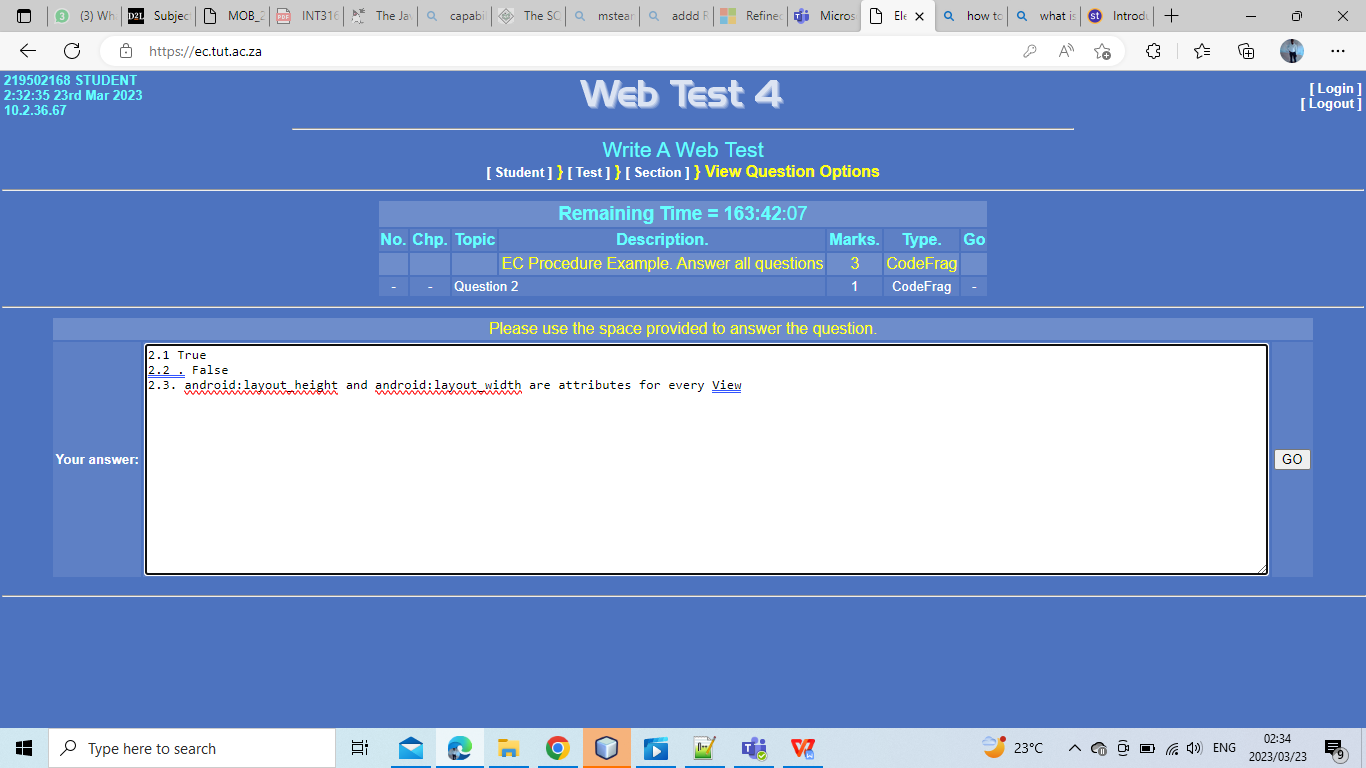 (3) Wh
Subjec
MOB_2
INT316
The Jav
capabil
The SC
mstear
addd R
Refinec
Micros
Ele
how to
what is
Introdu
https://ec.tut.ac.za
219502168 STUDENT
2:32:35 23rd Mar 2023
10.2.36.67
Web Test 4
[ Login ]
[ Logout ]
Write A Web Test
[ Student ] } [ Test ] } [ Section ] } View Question Options
Remaining Time = 163:42:07
No. Chp. Topic Description. Marks. Type. Go
EC Procedure Example. Answer all questions 3 CodeFrag
- - Question 2 1 CodeFrag -
Please use the space provided to answer the question.
Your answer:
2.1 True
2.2 . False
2.3. android:layout_height and android:layout_width are attributes for every View
GO
Type here to search
23°C
ENG
02:34
2023/03/23
9